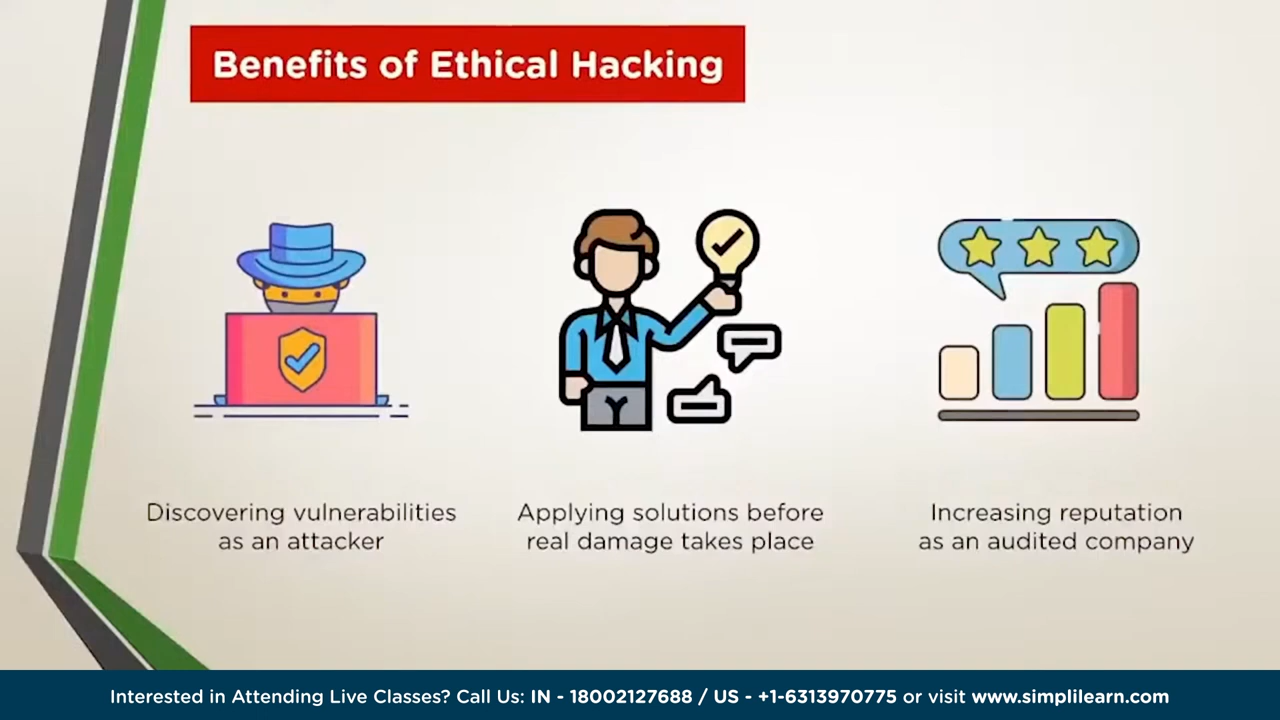 Benefits of Ethical Hacking
Discovering vulnerabilities
as an attacker
Applying solutions before
real damage takes place
Increasing reputation
as an audited company
Interested in Attending Live Classes? Call Us: IN - 18002127688 / US - +1-6313970775 or visit www.simplilearn.com